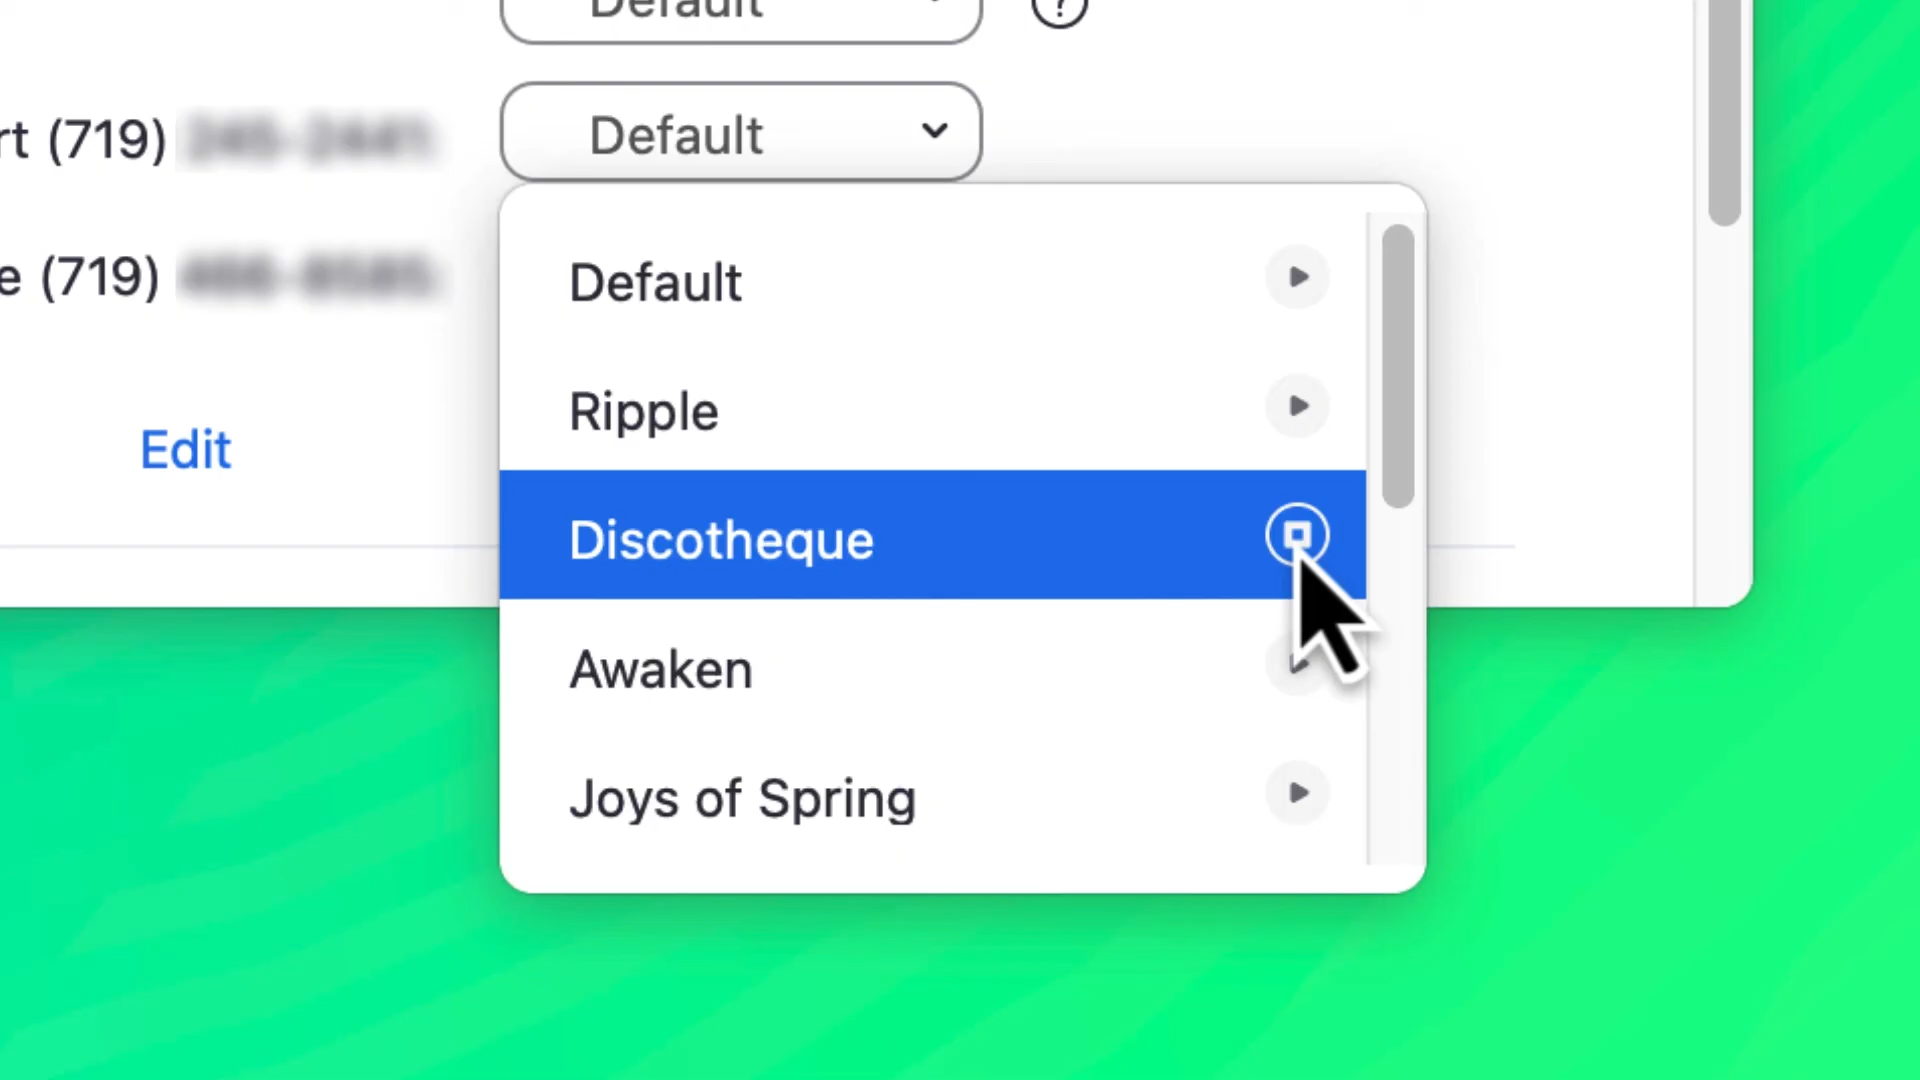 Default
?
rt (719)
Default
e (719)
Default
Ripple
Edit
Discotheque
Awaken
Joys of Spring